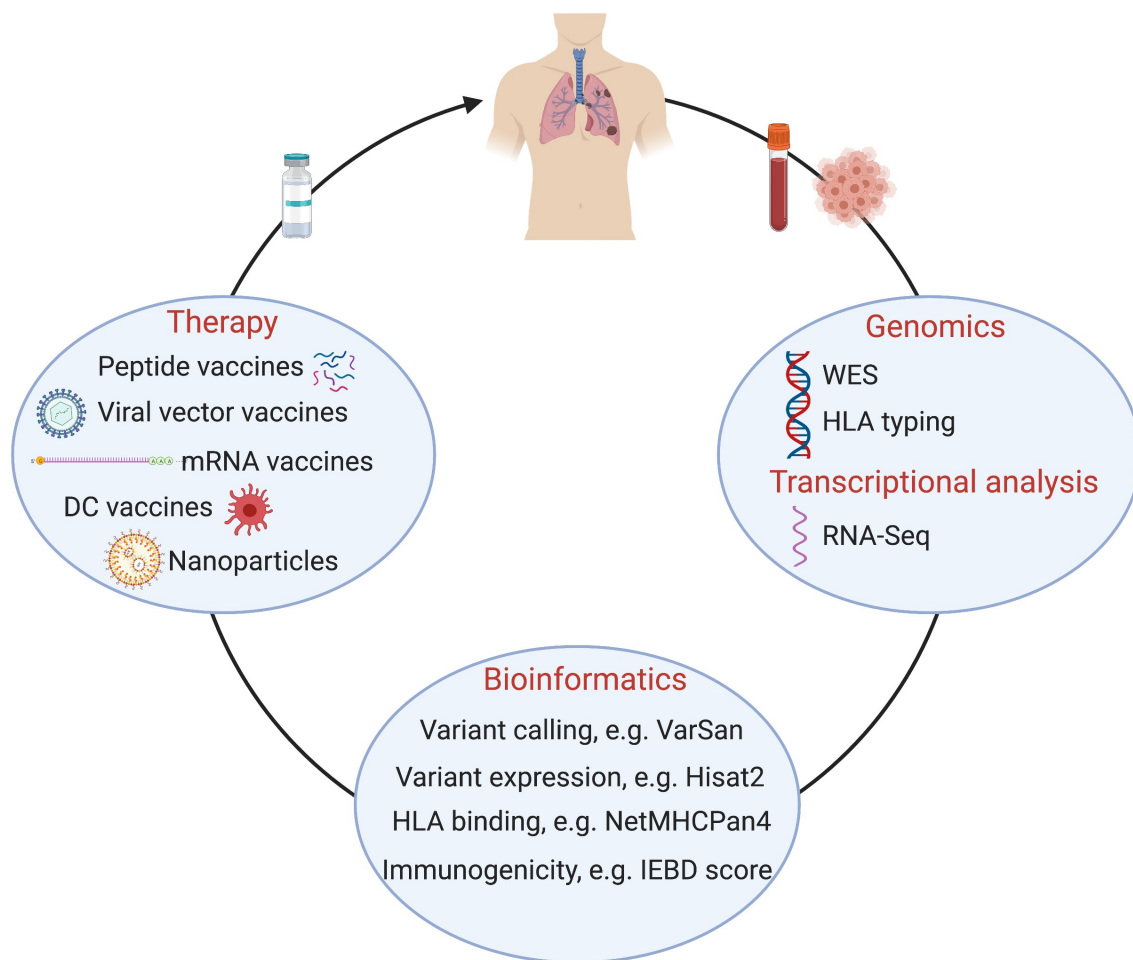 Therapy
Peptide vaccines
Viral vector vaccines
mRNA vaccines
DC vaccines
Nanoparticles
Genomics
WES
HLA typing
Transcriptional analysis
RNA-Seq
Bioinformatics
Variant calling, e.g. VarSan
Variant expression, e.g. Hisat2
HLA binding, e.g. NetMHCPan4
Immunogenicity, e.g. IEBD score